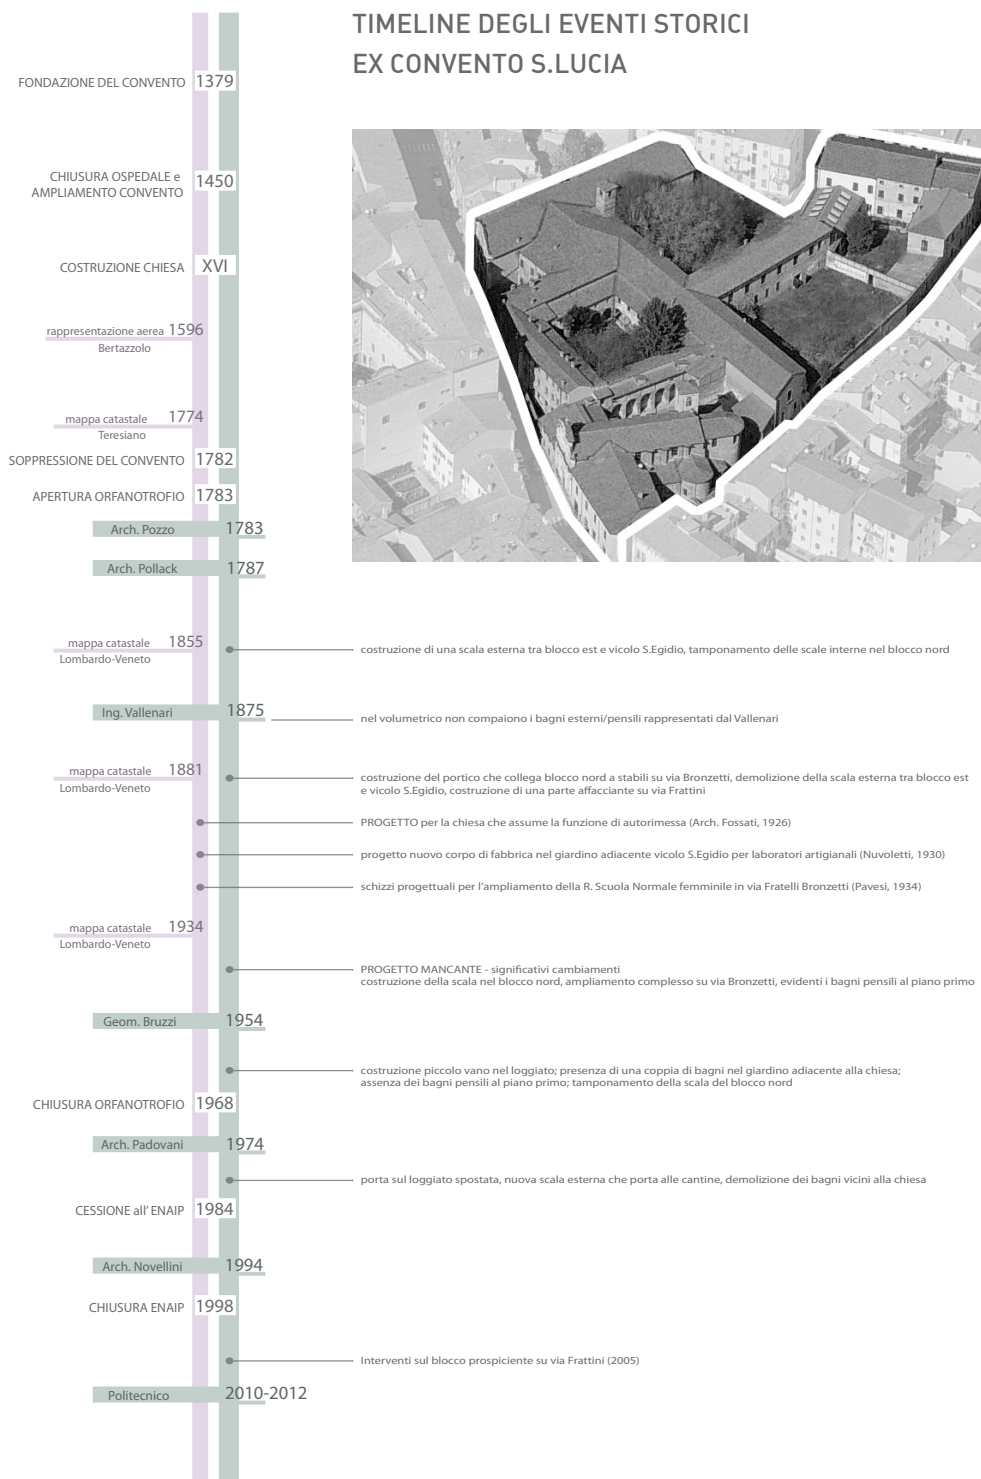 TIMELINE DEGLI EVENTI STORICI
EX CONVENTO S.LUCIA
FONDAZIONE DEL CONVENTO 1379
CHIUSURA OSPEDALE e
AMPLIAMENTO CONVENTO 1450
COSTRUZIONE CHIESA XVI
rappresentazione aerea 1596
Bertazzolo
mappa catastale 1774
Teresiano
SOPPRESSIONE DEL CONVENTO 1782
APERTURA ORFANOTROFIO 1783
Arch. Pozzo 1783
Arch. Pollack 1787
mappa catastale 1855
Lombardo-Veneto
costruzione di una scala esterna tra blocco est e vicolo S.Egidio, tamponamento delle scale interne nel blocco nord
Ing. Vallenari 1875
nel volumetrico non compaiono i bagni esterni/pensili rappresentati dal Vallenari
mappa catastale 1881
Lombardo-Veneto
costruzione del portico che collega blocco nord a stabili su via Bronzetti, demolizione della scala esterna tra blocco est
e vicolo S.Egidio, costruzione di una parte affacciante su via Frattini
PROGETTO per la chiesa che assume la funzione di autorimessa (Arch. Fossati, 1926)
progetto nuovo corpo di fabbrica nel giardino adiacente vicolo S.Egidio per laboratori artigianali (Nuvoletti, 1930)
schizzi progettuali per l'ampliamento della R. Scuola Normale femminile in via Fratelli Bronzetti (Pavesi, 1934)
mappa catastale 1934
Lombardo-Veneto
PROGETTO MANCANTE - significativi cambiamenti
costruzione della scala nel blocco nord, ampliamento complesso su via Bronzetti, evidenti i bagni pensili al piano primo
Geom. Bruzzi 1954
costruzione piccolo vano nel loggiato; presenza di una coppia di bagni nel giardino adiacente alla chiesa;
assenza dei bagni pensili al piano primo; tamponamento della scala del blocco nord
CHIUSURA ORFANOTROFIO 1968
Arch. Padovani 1974
porta sul loggiato spostata, nuova scala esterna che porta alle cantine, demolizione dei bagni vicini alla chiesa
CESSIONE all' ENAIP 1984
Arch. Novellini 1994
CHIUSURA ENAIP 1998
Interventi sul blocco prospiciente su via Frattini (2005)
Politecnico 2010-2012